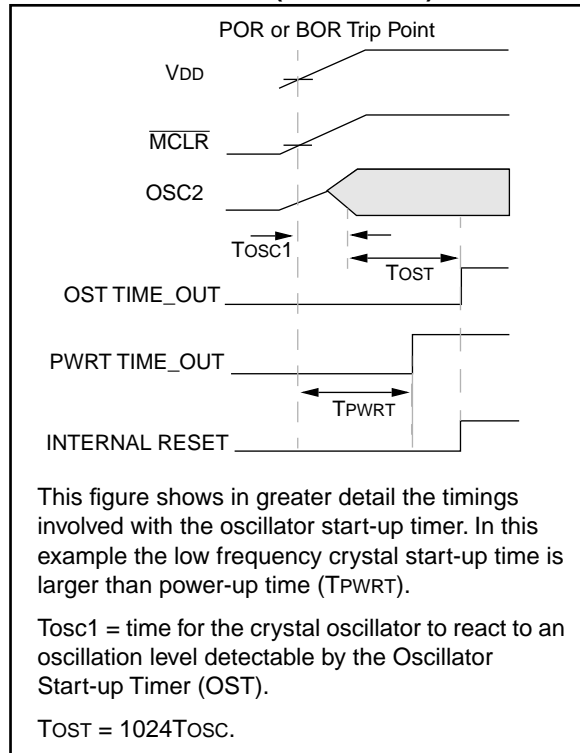 POR or BOR Trip Point
VDD
MCLR
OSC2
TOSC1
TOST
OST TIME_OUT
PWRT TIME_OUT
TPWRT
INTERNAL RESET
This figure shows in greater detail the timings
involved with the oscillator start-up timer. In this
example the low frequency crystal start-up time is
larger than power-up time (TPWRT).
Tosc1 = time for the crystal oscillator to react to an
oscillation level detectable by the Oscillator
Start-up Timer (OST).
TOST = 1024TOSC.